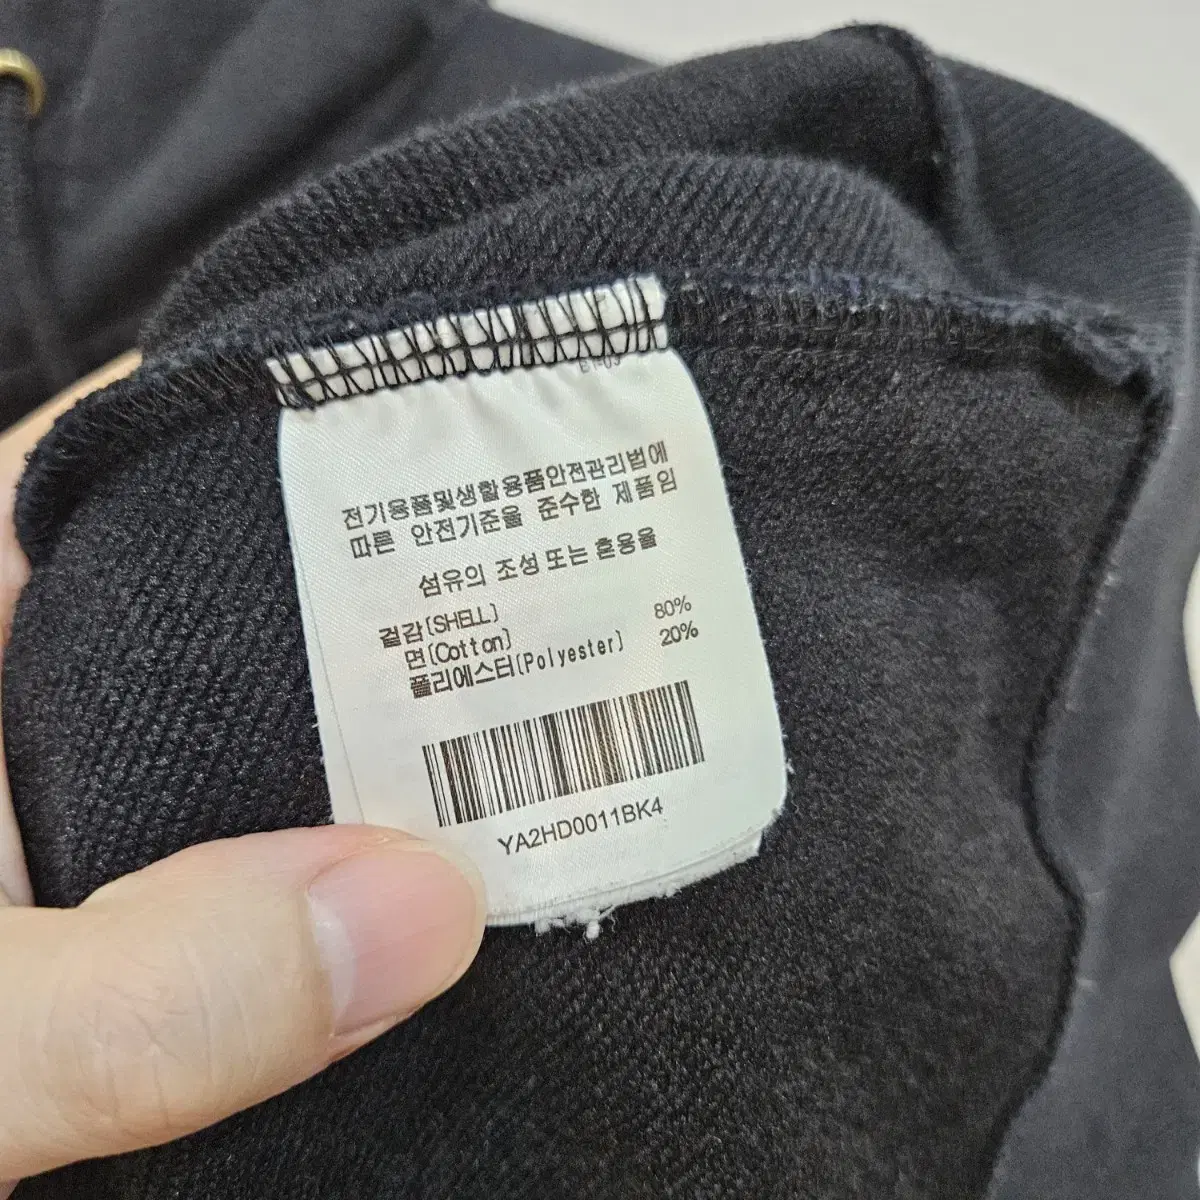 전기용품및생활용품안전관리법에
따른 안전기준을 준수한 제품임
섬유의 조성 또는 혼용율
겉감(SHELL)
면(Cotton) 80%
폴리에스터(Polyester) 20%
YA2HD0011BK4